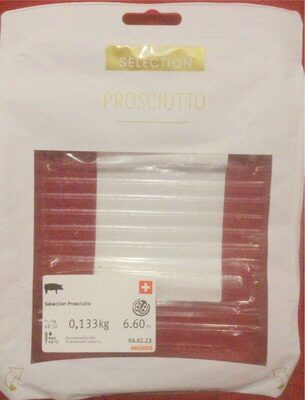 SÉLECTION
PROSCIUTTO
Sélection Prosciutto
0,133kg
6.60
06.02.23
MIGROS